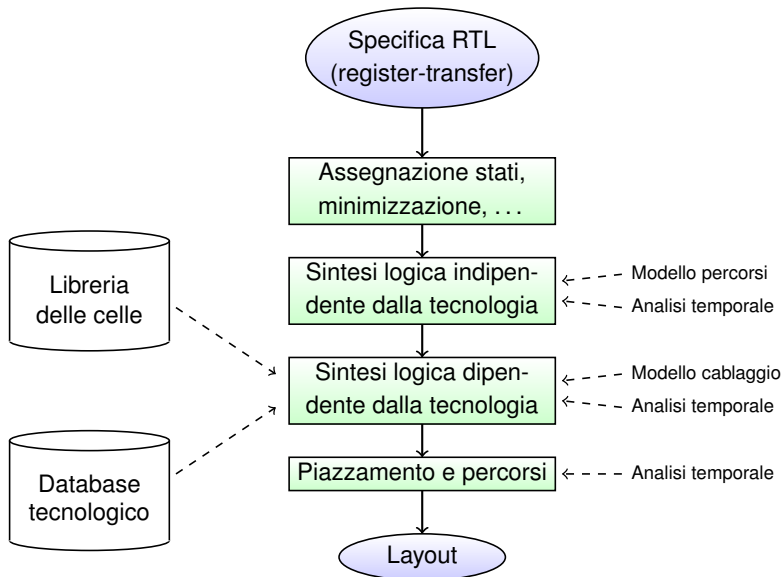 Specifica RTL
(register-transfer)
Assegnazione stati,
minimizzazione, . . .
Libreria
delle celle
Sintesi logica indipen-
dente dalla tecnologia
Modello percorsi
Analisi temporale
Sintesi logica dipen-
dente dalla tecnologia
Modello cablaggio
Analisi temporale
Database
tecnologico
Piazzamento e percorsi
Analisi temporale
Layout